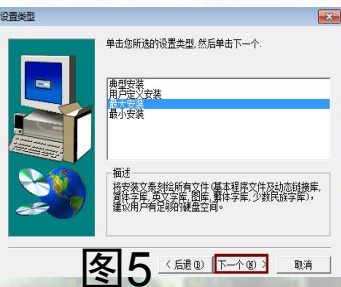 设置类型
单击您所选的设置类型,然后单击下一个.
典型安装
用户定义安装
最大安装
最小安装
描述
将安装文泰刻绘所有文件(基本程序文件及动态链接库,
简体字库,英文字库,图库,繁体字库,少数民族字库),
建议用户有足够的硬盘空间。
< 后退(B) 下一个(N) > 取消
图5